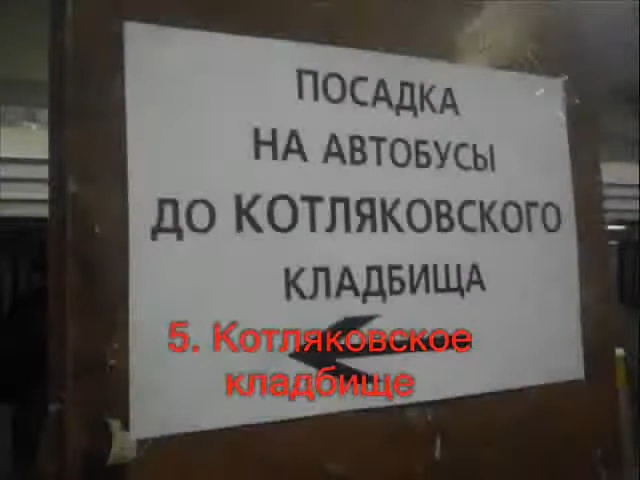 ПОСАДКА
НА АВТОБУСЫ
ДО КОТЛЯКОВСКОГО
КЛАДБИЩА
5. Котляковское
кладбище